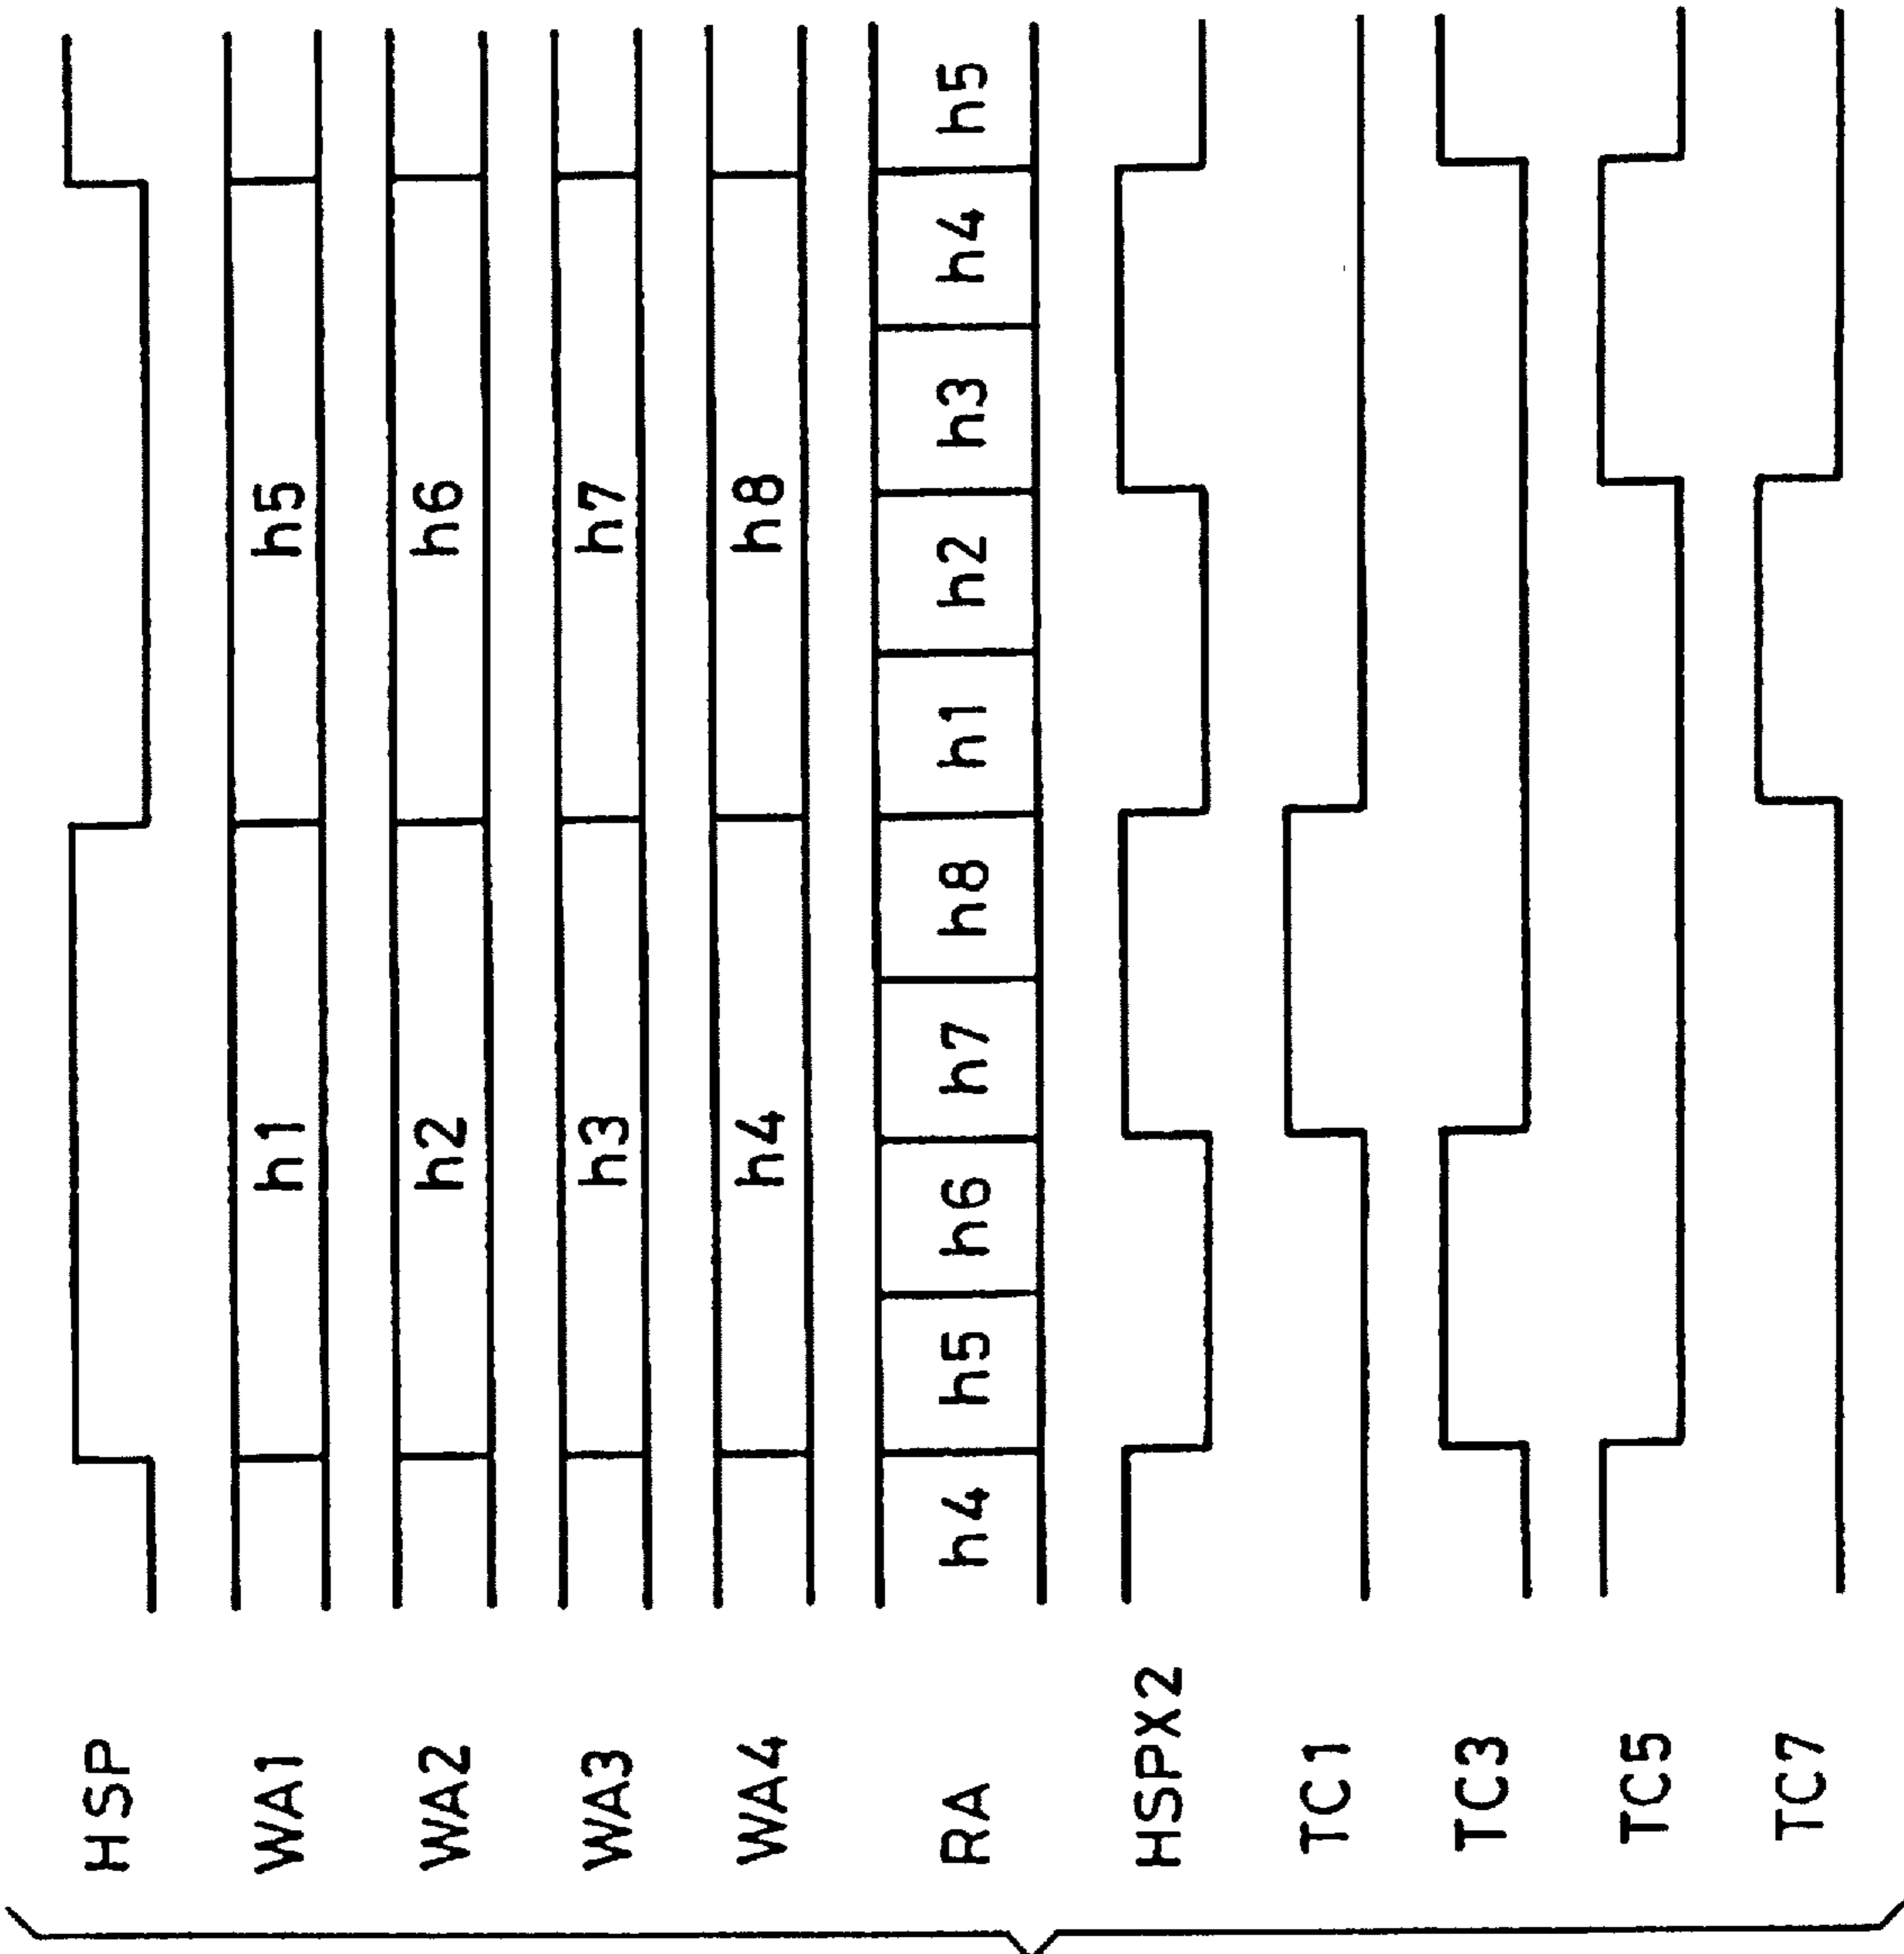 HSP
WA1 h1 h5
WA2 h2 h6
WA3 h3 h7
WA4 h4 h8
RA h4 h5 h6 h7 h8 h1 h2 h3 h4 h5
HSPX2
TC1
TC3
TC5
TC7